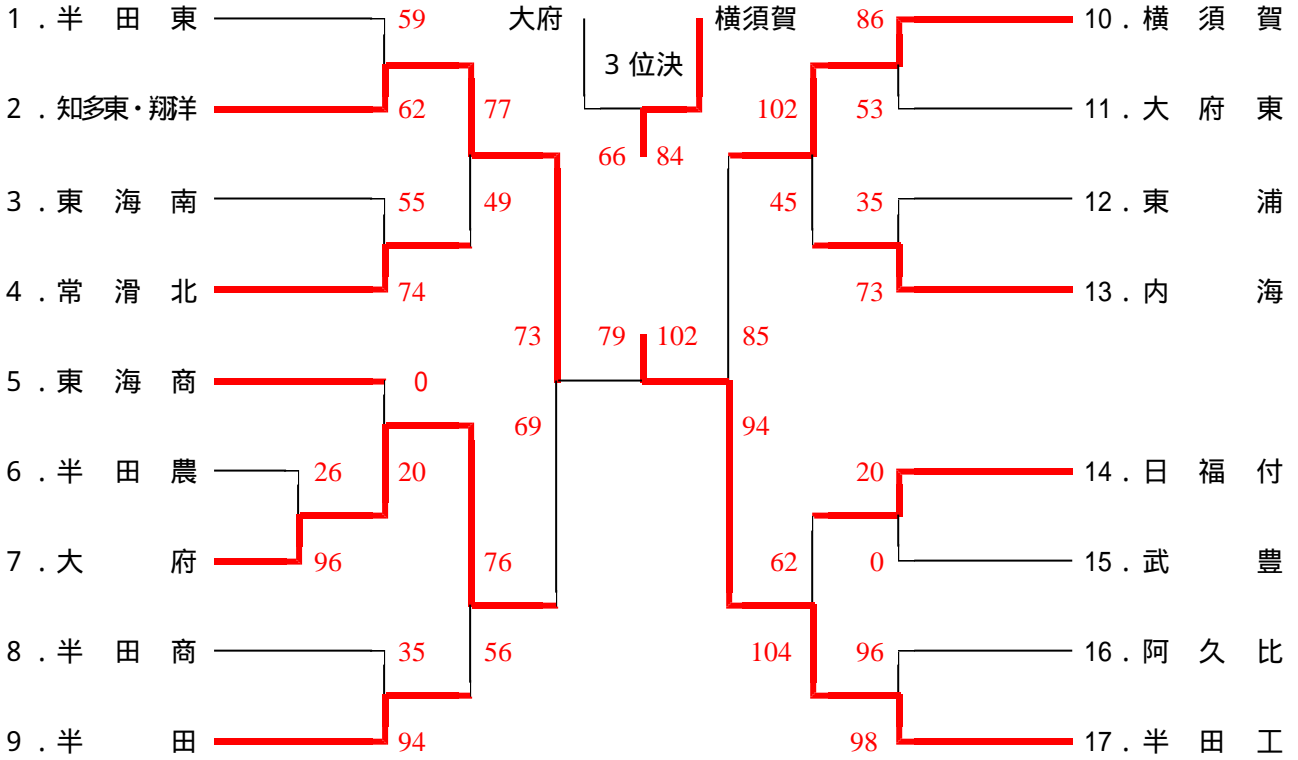 1．半田東 59 大府 横須賀 86 10．横須賀
3位決
2．知多東・翔洋 62 77 102 53 11．大府東
66 84
3．東海南 55 49 45 35 12．東浦
4．常滑北 74 73 13．内海
73 79 102 85
5．東海商 0
69 94
6．半田農 26 20 20 14．日福付
7．大府 96 76 62 0 15．武豊
8．半田商 35 56 104 96 16．阿久比
9．半田 94 98 17．半田工